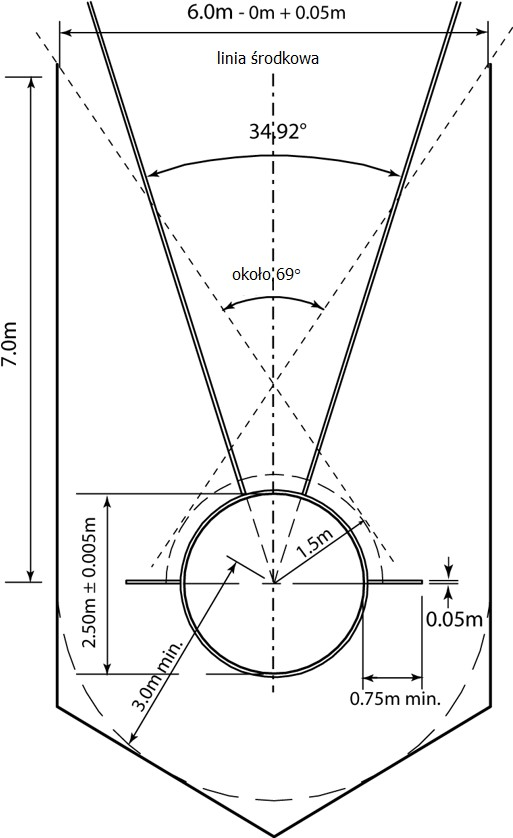 6.0m - 0m + 0.05m
linia środkowa
34.92°
około 69°
7.0m
1.5m
2.50m ± 0.005m
0.05m
3.0m min.
0.75m min.